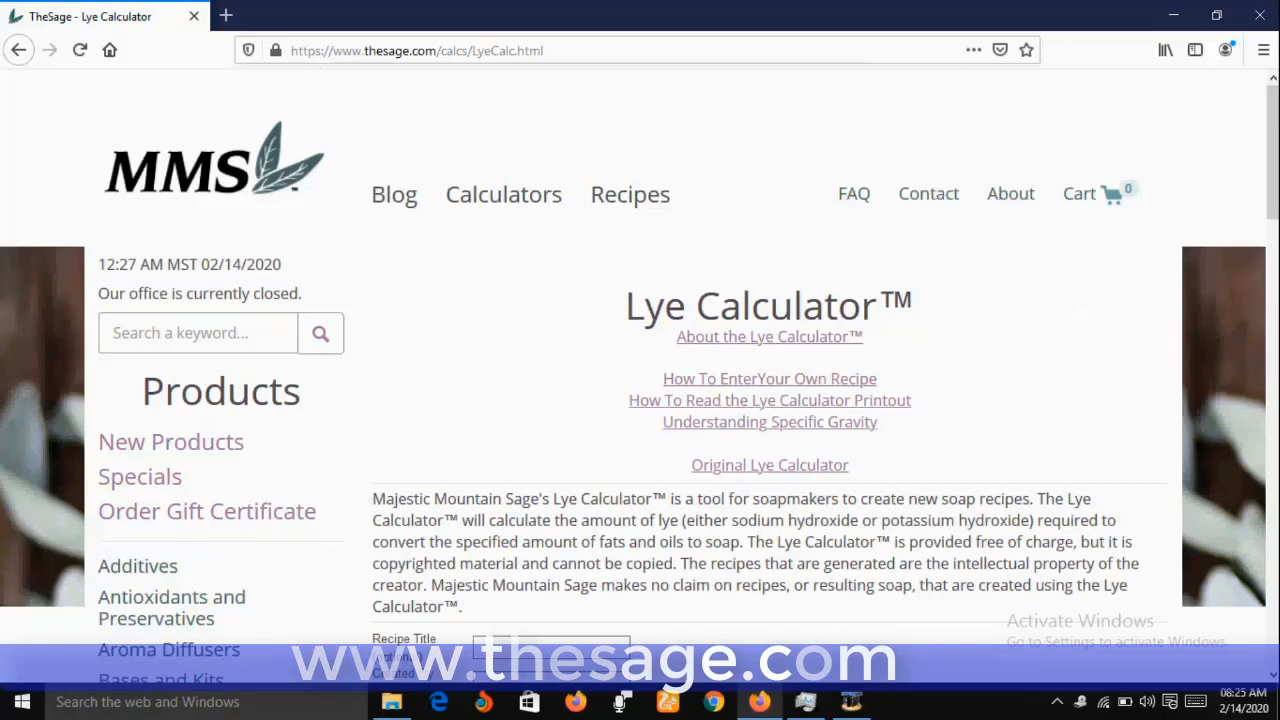 TheSage - Lye Calculator
https://www.thesage.com/calcs/LyeCalc.html
MMS
Blog Calculators Recipes
FAQ Contact About Cart 0
12:27 AM MST 02/14/2020
Our office is currently closed.
Search a keyword...
Products
New Products
Specials
Order Gift Certificate
Additives
Antioxidants and
Preservatives
Aroma Diffusers
Bases and Kits
Lye Calculator™
About the Lye Calculator™
How To EnterYour Own Recipe
How To Read the Lye Calculator Printout
Understanding Specific Gravity
Original Lye Calculator
Majestic Mountain Sage's Lye Calculator™ is a tool for soapmakers to create new soap recipes. The Lye
Calculator™ will calculate the amount of lye (either sodium hydroxide or potassium hydroxide) required to
convert the specified amount of fats and oils to soap. The Lye Calculator™ is provided free of charge, but it is
copyrighted material and cannot be copied. The recipes that are generated are the intellectual property of the
creator. Majestic Mountain Sage makes no claim on recipes, or resulting soap, that are created using the Lye
Calculator™.
Recipe Title
Activate Windows
Go to Settings to activate Windows.
www.thesage.com
Search the web and Windows
08:25 AM
2/14/2020